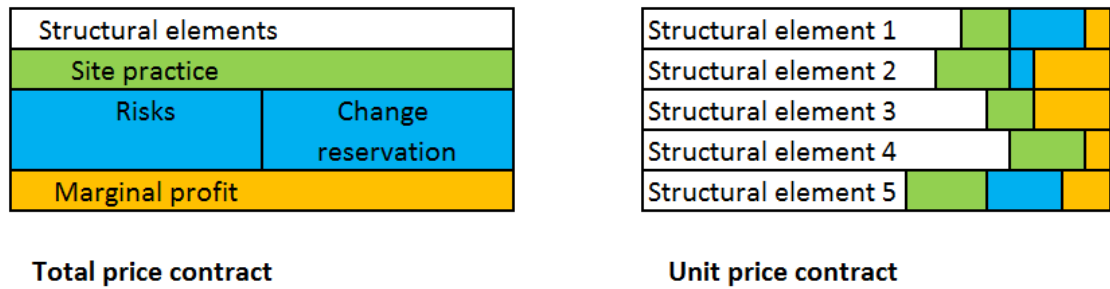 Structural elements
Site practice
Risks
Change
reservation
Marginal profit
Total price contract
Structural element 1
Structural element 2
Structural element 3
Structural element 4
Structural element 5
Unit price contract